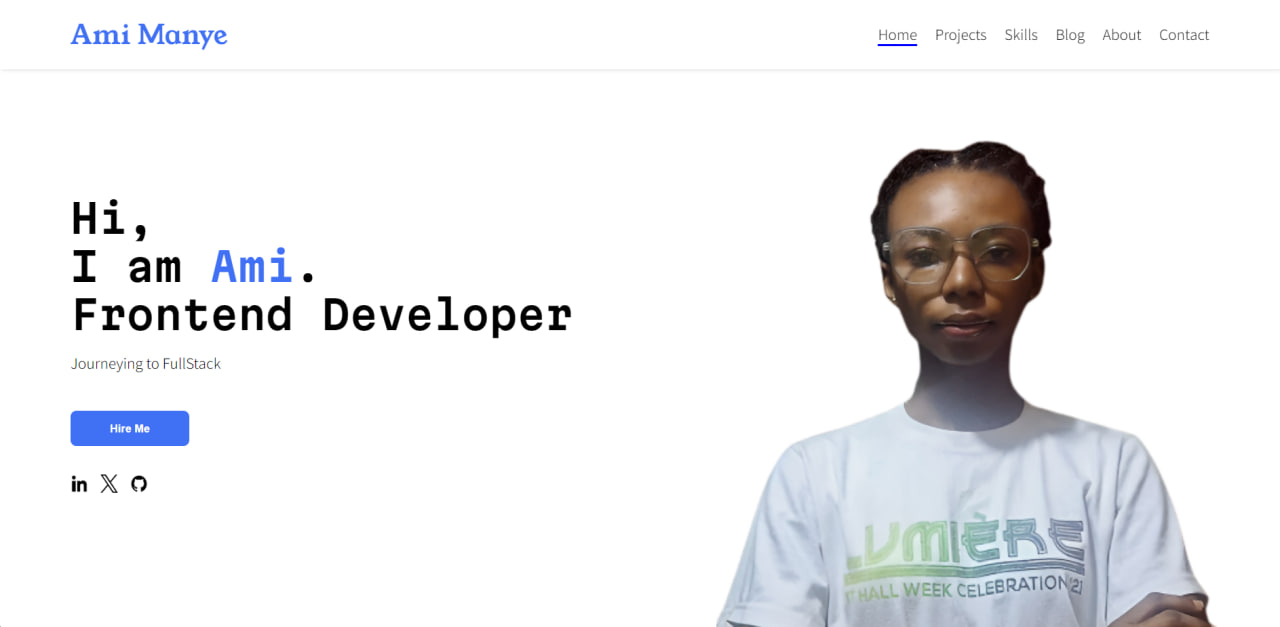 Ami Manye
Home Projects Skills Blog About Contact
Hi,
I am Ami.
Frontend Developer
Journeying to FullStack
Hire Me
in X
LUMIÈRE
HALL WEEK CELEBRATION '21